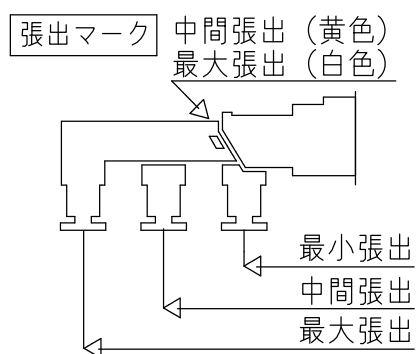 張出マーク
中間張出（黄色）
最大張出（白色）
最小張出
中間張出
最大張出